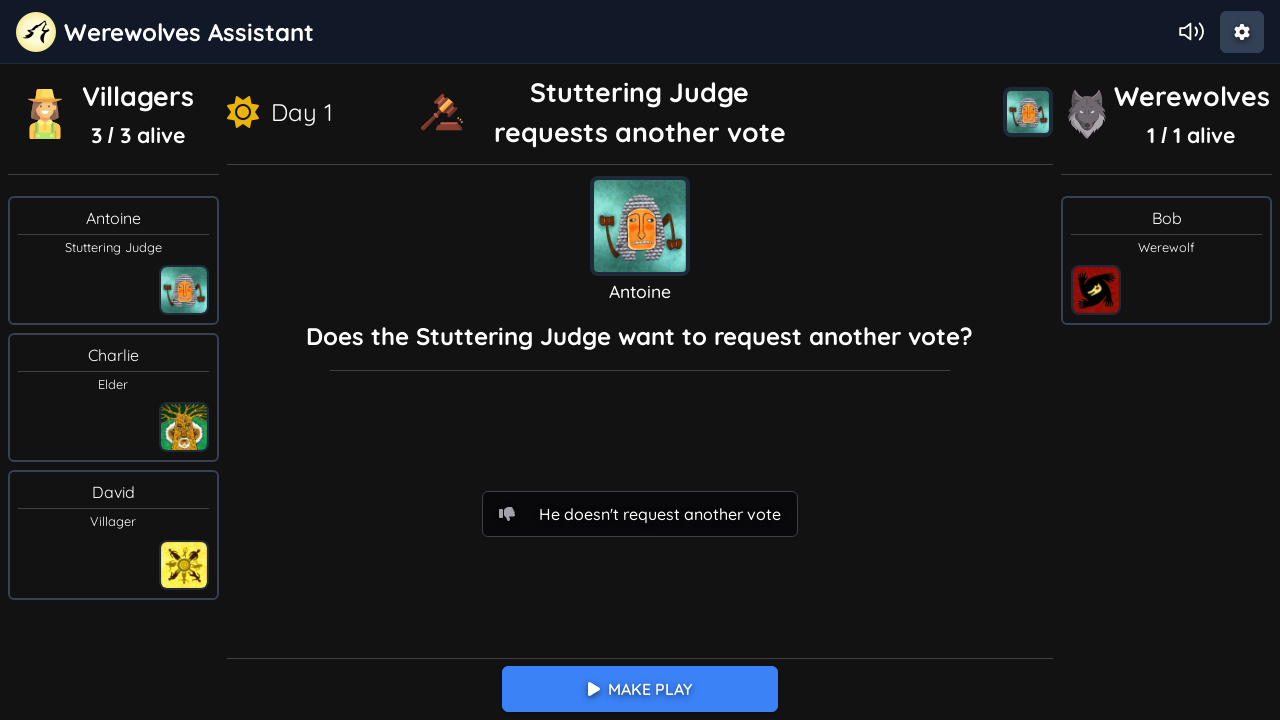 Werewolves Assistant
Villagers
3 / 3 alive
Day 1
Stuttering Judge
requests another vote
Werewolves
1 / 1 alive
Antoine
Stuttering Judge
Charlie
Elder
David
Villager
Antoine
Does the Stuttering Judge want to request another vote?
He doesn't request another vote
MAKE PLAY
Bob
Werewolf